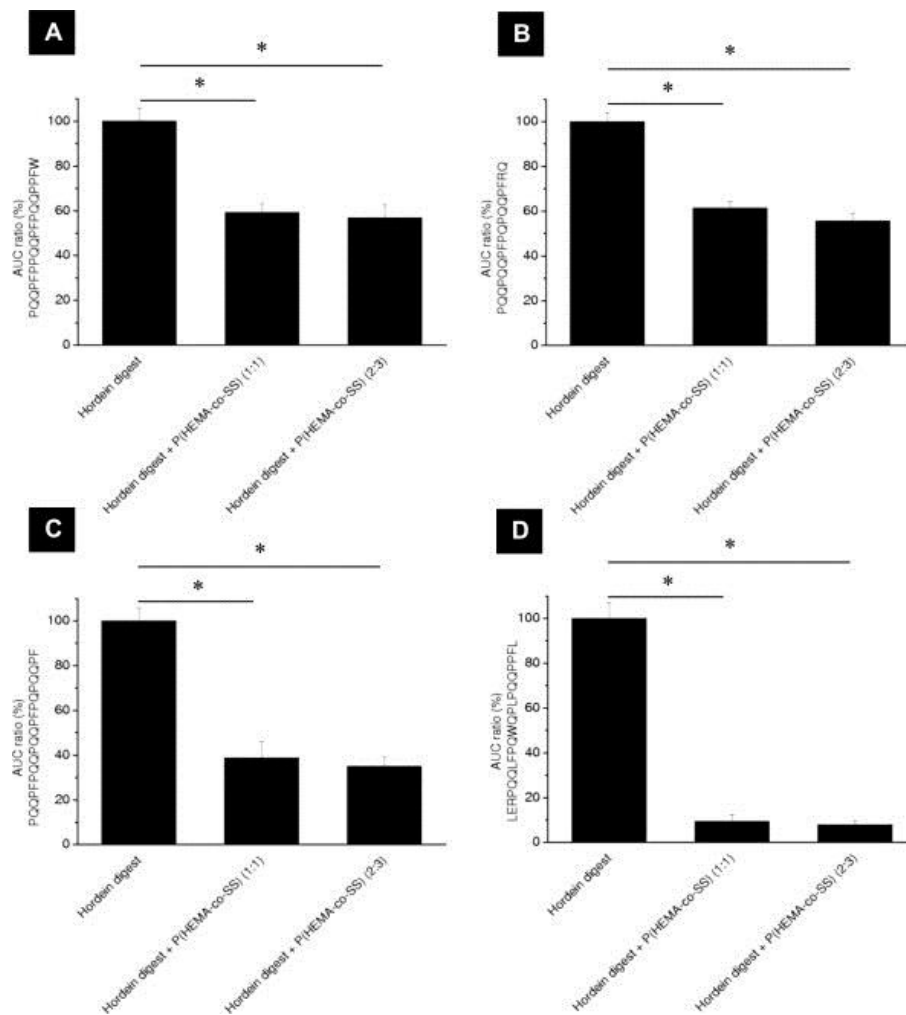 A
*
*
AUC ratio (%)
PQQPFPPQQPFPQQPPFW
100
80
60
40
20
0
Hordein digest
Hordein digest + P(HEMA-co-SS) (1:1)
Hordein digest + P(HEMA-co-SS) (2:3)
B
*
*
AUC ratio (%)
PQQPQQPFPQPQQPFRQ
100
80
60
40
20
0
Hordein digest
Hordein digest + P(HEMA-co-SS) (1:1)
Hordein digest + P(HEMA-co-SS) (2:3)
C
*
*
AUC ratio (%)
PQQPFPQQPQQPFPQPQQPF
100
80
60
40
20
0
Hordein digest
Hordein digest + P(HEMA-co-SS) (1:1)
Hordein digest + P(HEMA-co-SS) (2:3)
D
*
*
AUC ratio (%)
LERPQQLFPQWQPLPQQPPFL
100
80
60
40
20
0
Hordein digest
Hordein digest + P(HEMA-co-SS) (1:1)
Hordein digest + P(HEMA-co-SS) (2:3)